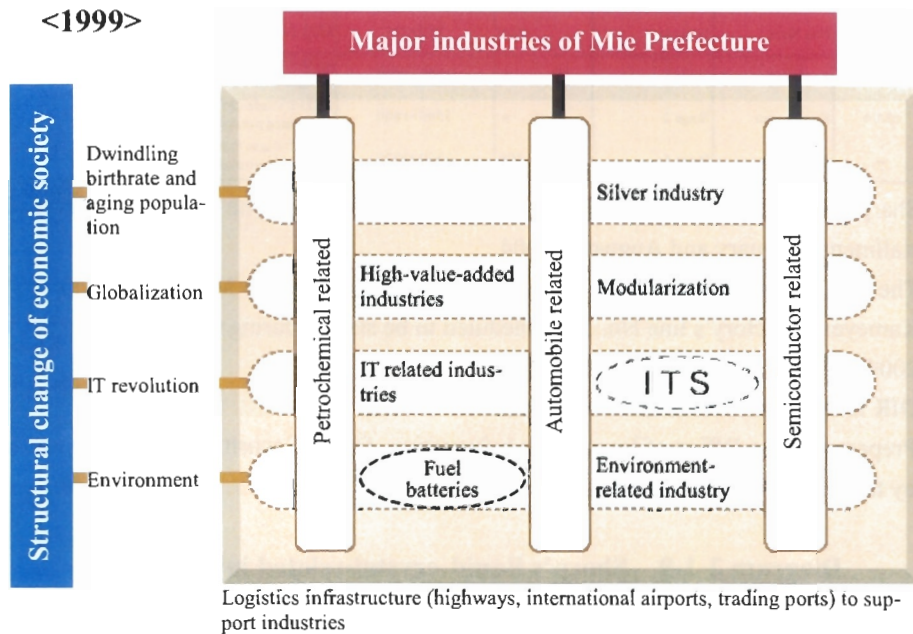 <1999>
Major industries of Mie Prefecture
Structural change of economic society
Dwindling
birthrate and
aging popula-
tion
Globalization
IT revolution
Environment
Petrochemical related
Automobile related
Semiconductor related
Silver industry
High-value-added
industries
Modularization
IT related indus-
tries
ITS
Fuel
batteries
Environment-
related industry
Logistics infrastructure (highways, international airports, trading ports) to sup-
port industries